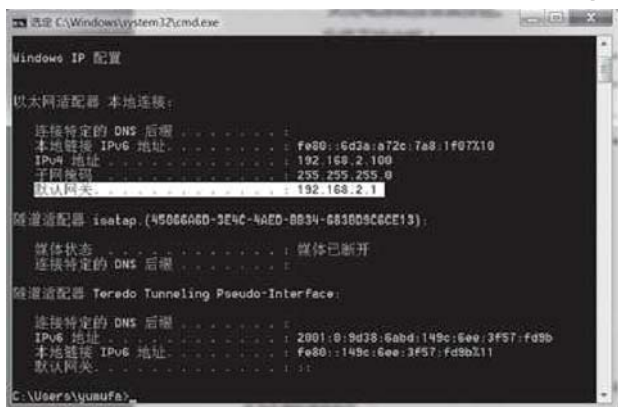 选定 C:\Windows\system32\cmd.exe
Windows IP 配置
以太网适配器 本地连接:
连接特定的 DNS 后缀 . . . . . . . :
本地链接 IPv6 地址. . . . . . . . : fe80::6d3a:a72c:7a8:1f07%10
IPv4 地址 . . . . . . . . . . . . : 192.168.2.100
子网掩码 . . . . . . . . . . . . : 255.255.255.0
默认网关. . . . . . . . . . . . . : 192.168.2.1
隧道适配器 isatap.{45066A6D-3E4C-4AED-BB34-683BD9C6CE13}:
媒体状态 . . . . . . . . . . . . : 媒体已断开
连接特定的 DNS 后缀 . . . . . . . :
隧道适配器 Teredo Tunneling Pseudo-Interface:
连接特定的 DNS 后缀 . . . . . . . :
IPv6 地址 . . . . . . . . . . . . : 2001:0:9d38:6abd:149c:6ee:3f57:fd9b
本地链接 IPv6 地址. . . . . . . . : fe80::149c:6ee:3f57:fd9b%11
默认网关. . . . . . . . . . . . . : ::
C:\Users\yumufa>_